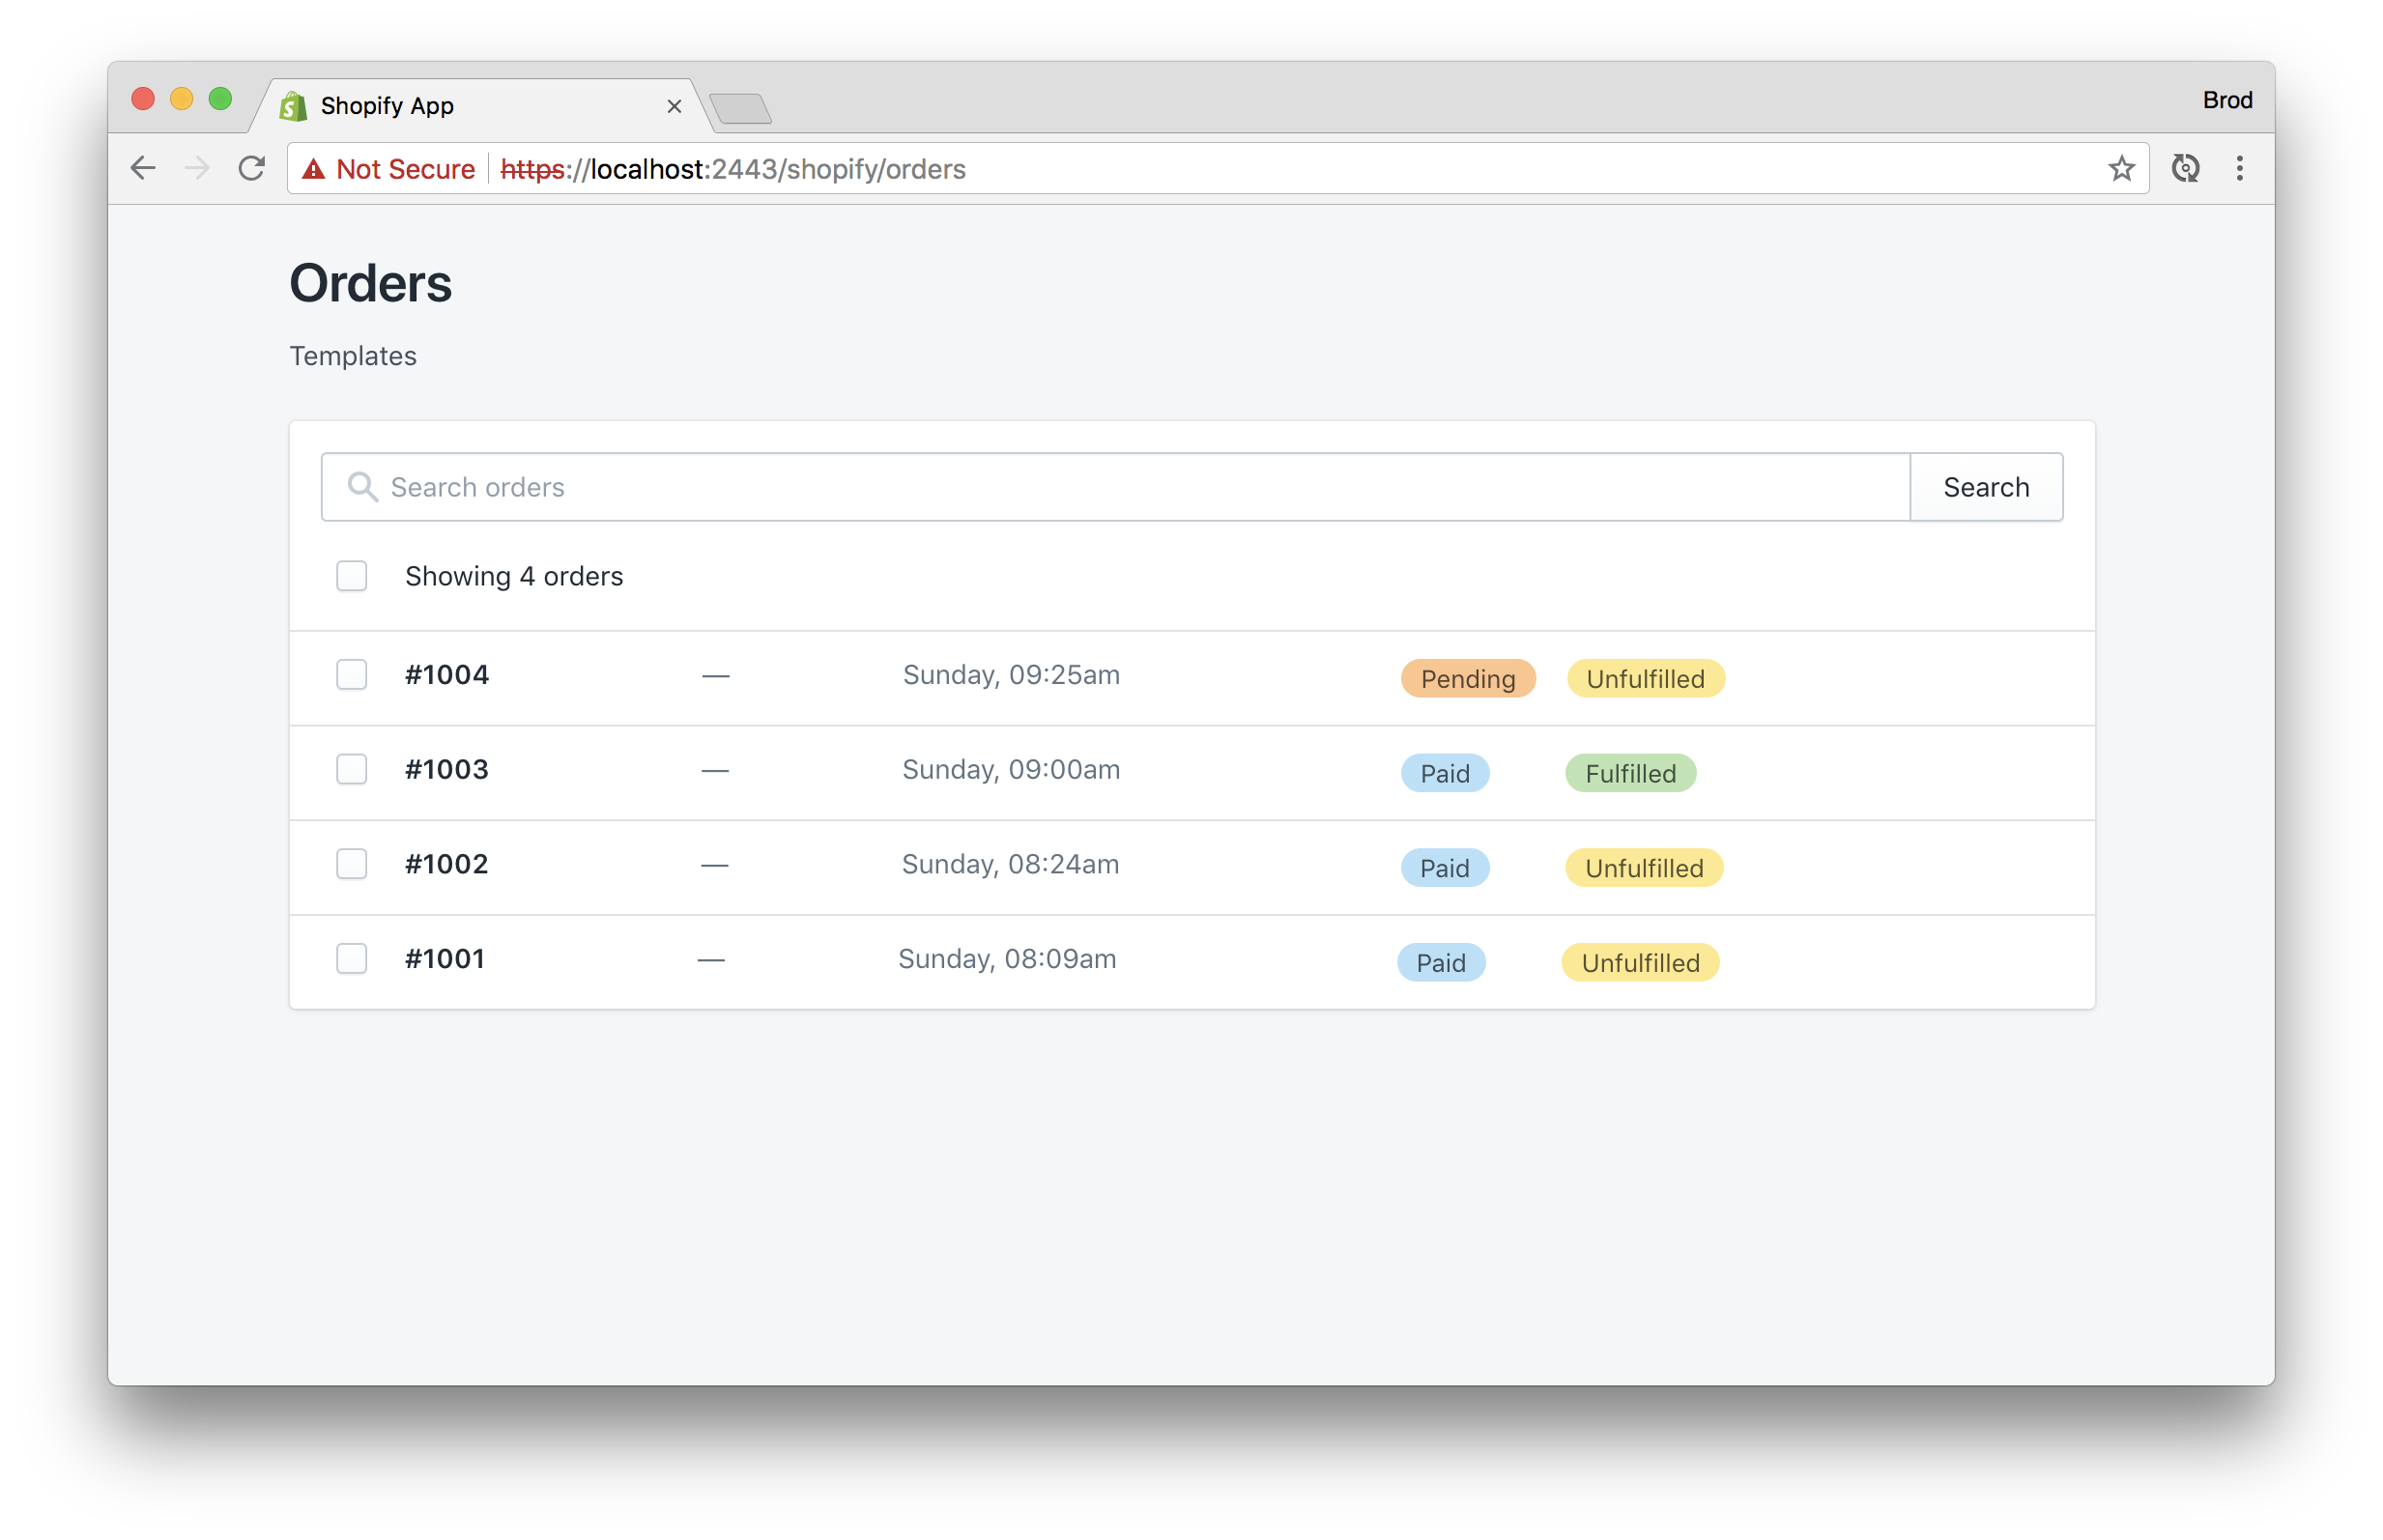 Shopify App
Brod
Not Secure https://localhost:2443/shopify/orders
Orders
Templates
Search orders Search
Showing 4 orders
#1004 — Sunday, 09:25am Pending Unfulfilled
#1003 — Sunday, 09:00am Paid Fulfilled
#1002 — Sunday, 08:24am Paid Unfulfilled
#1001 — Sunday, 08:09am Paid Unfulfilled